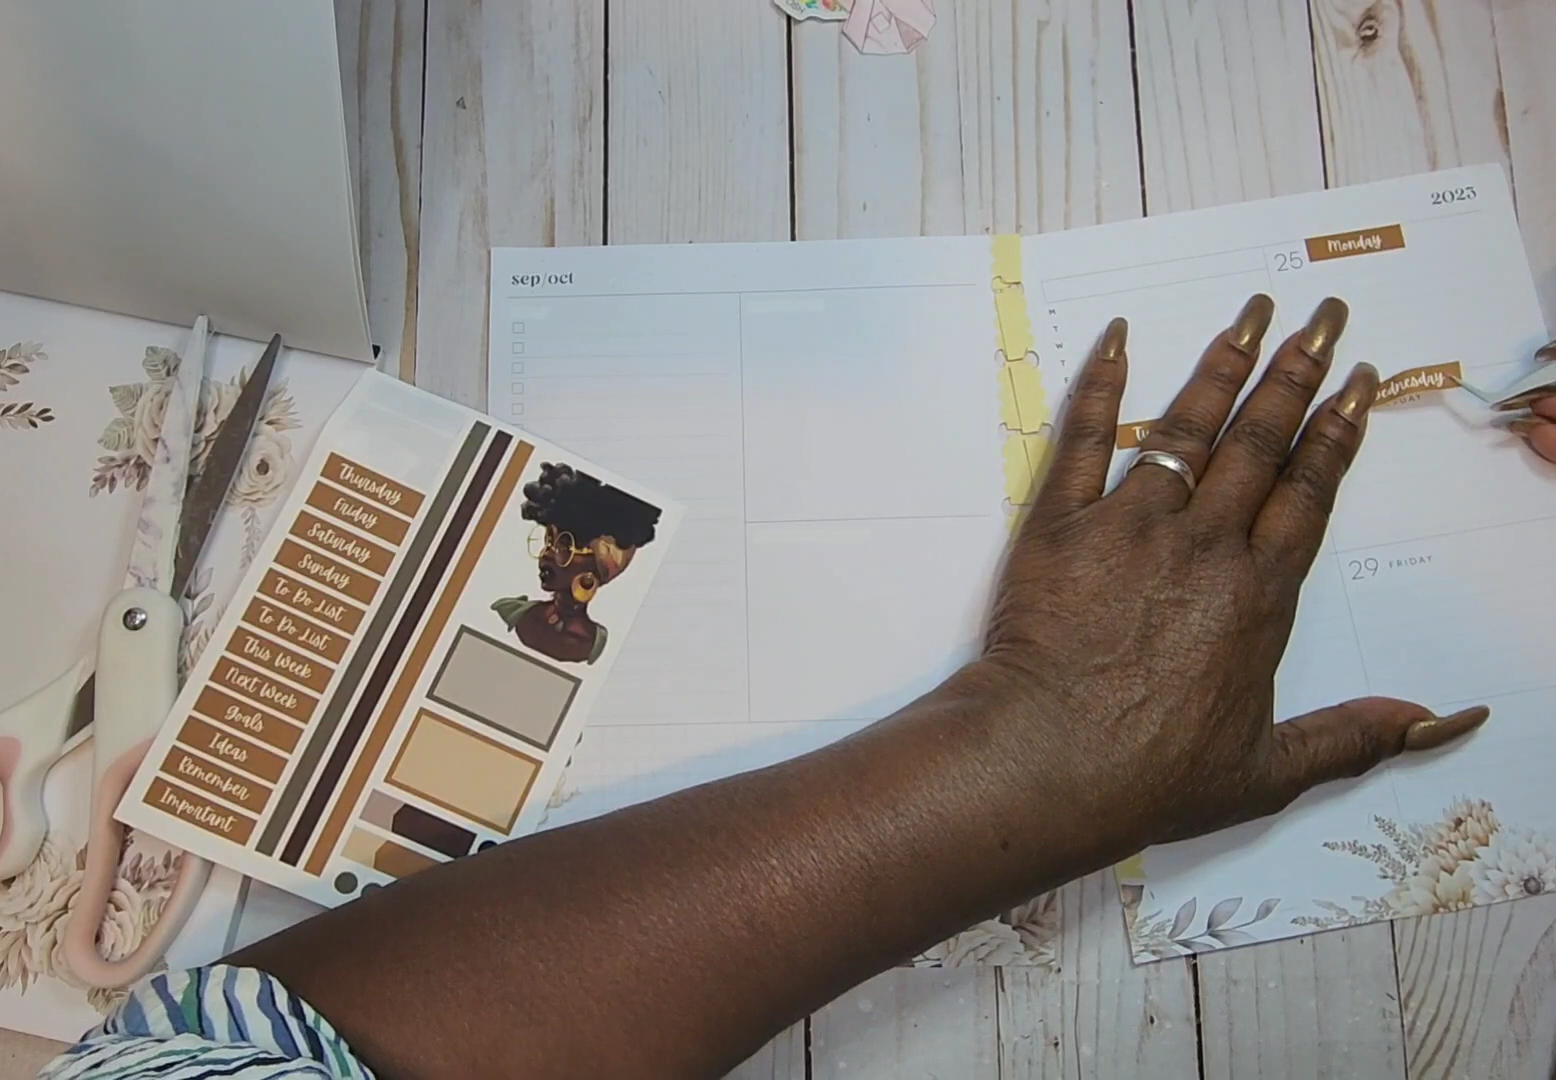 2023
sep/oct
25 Monday
M
T
W
T
F
Wednesday
Tu
29 FRIDAY
Thursday
Friday
Saturday
Sunday
To Do List
To Do List
This Week
Next Week
Goals
Ideas
Remember
Important